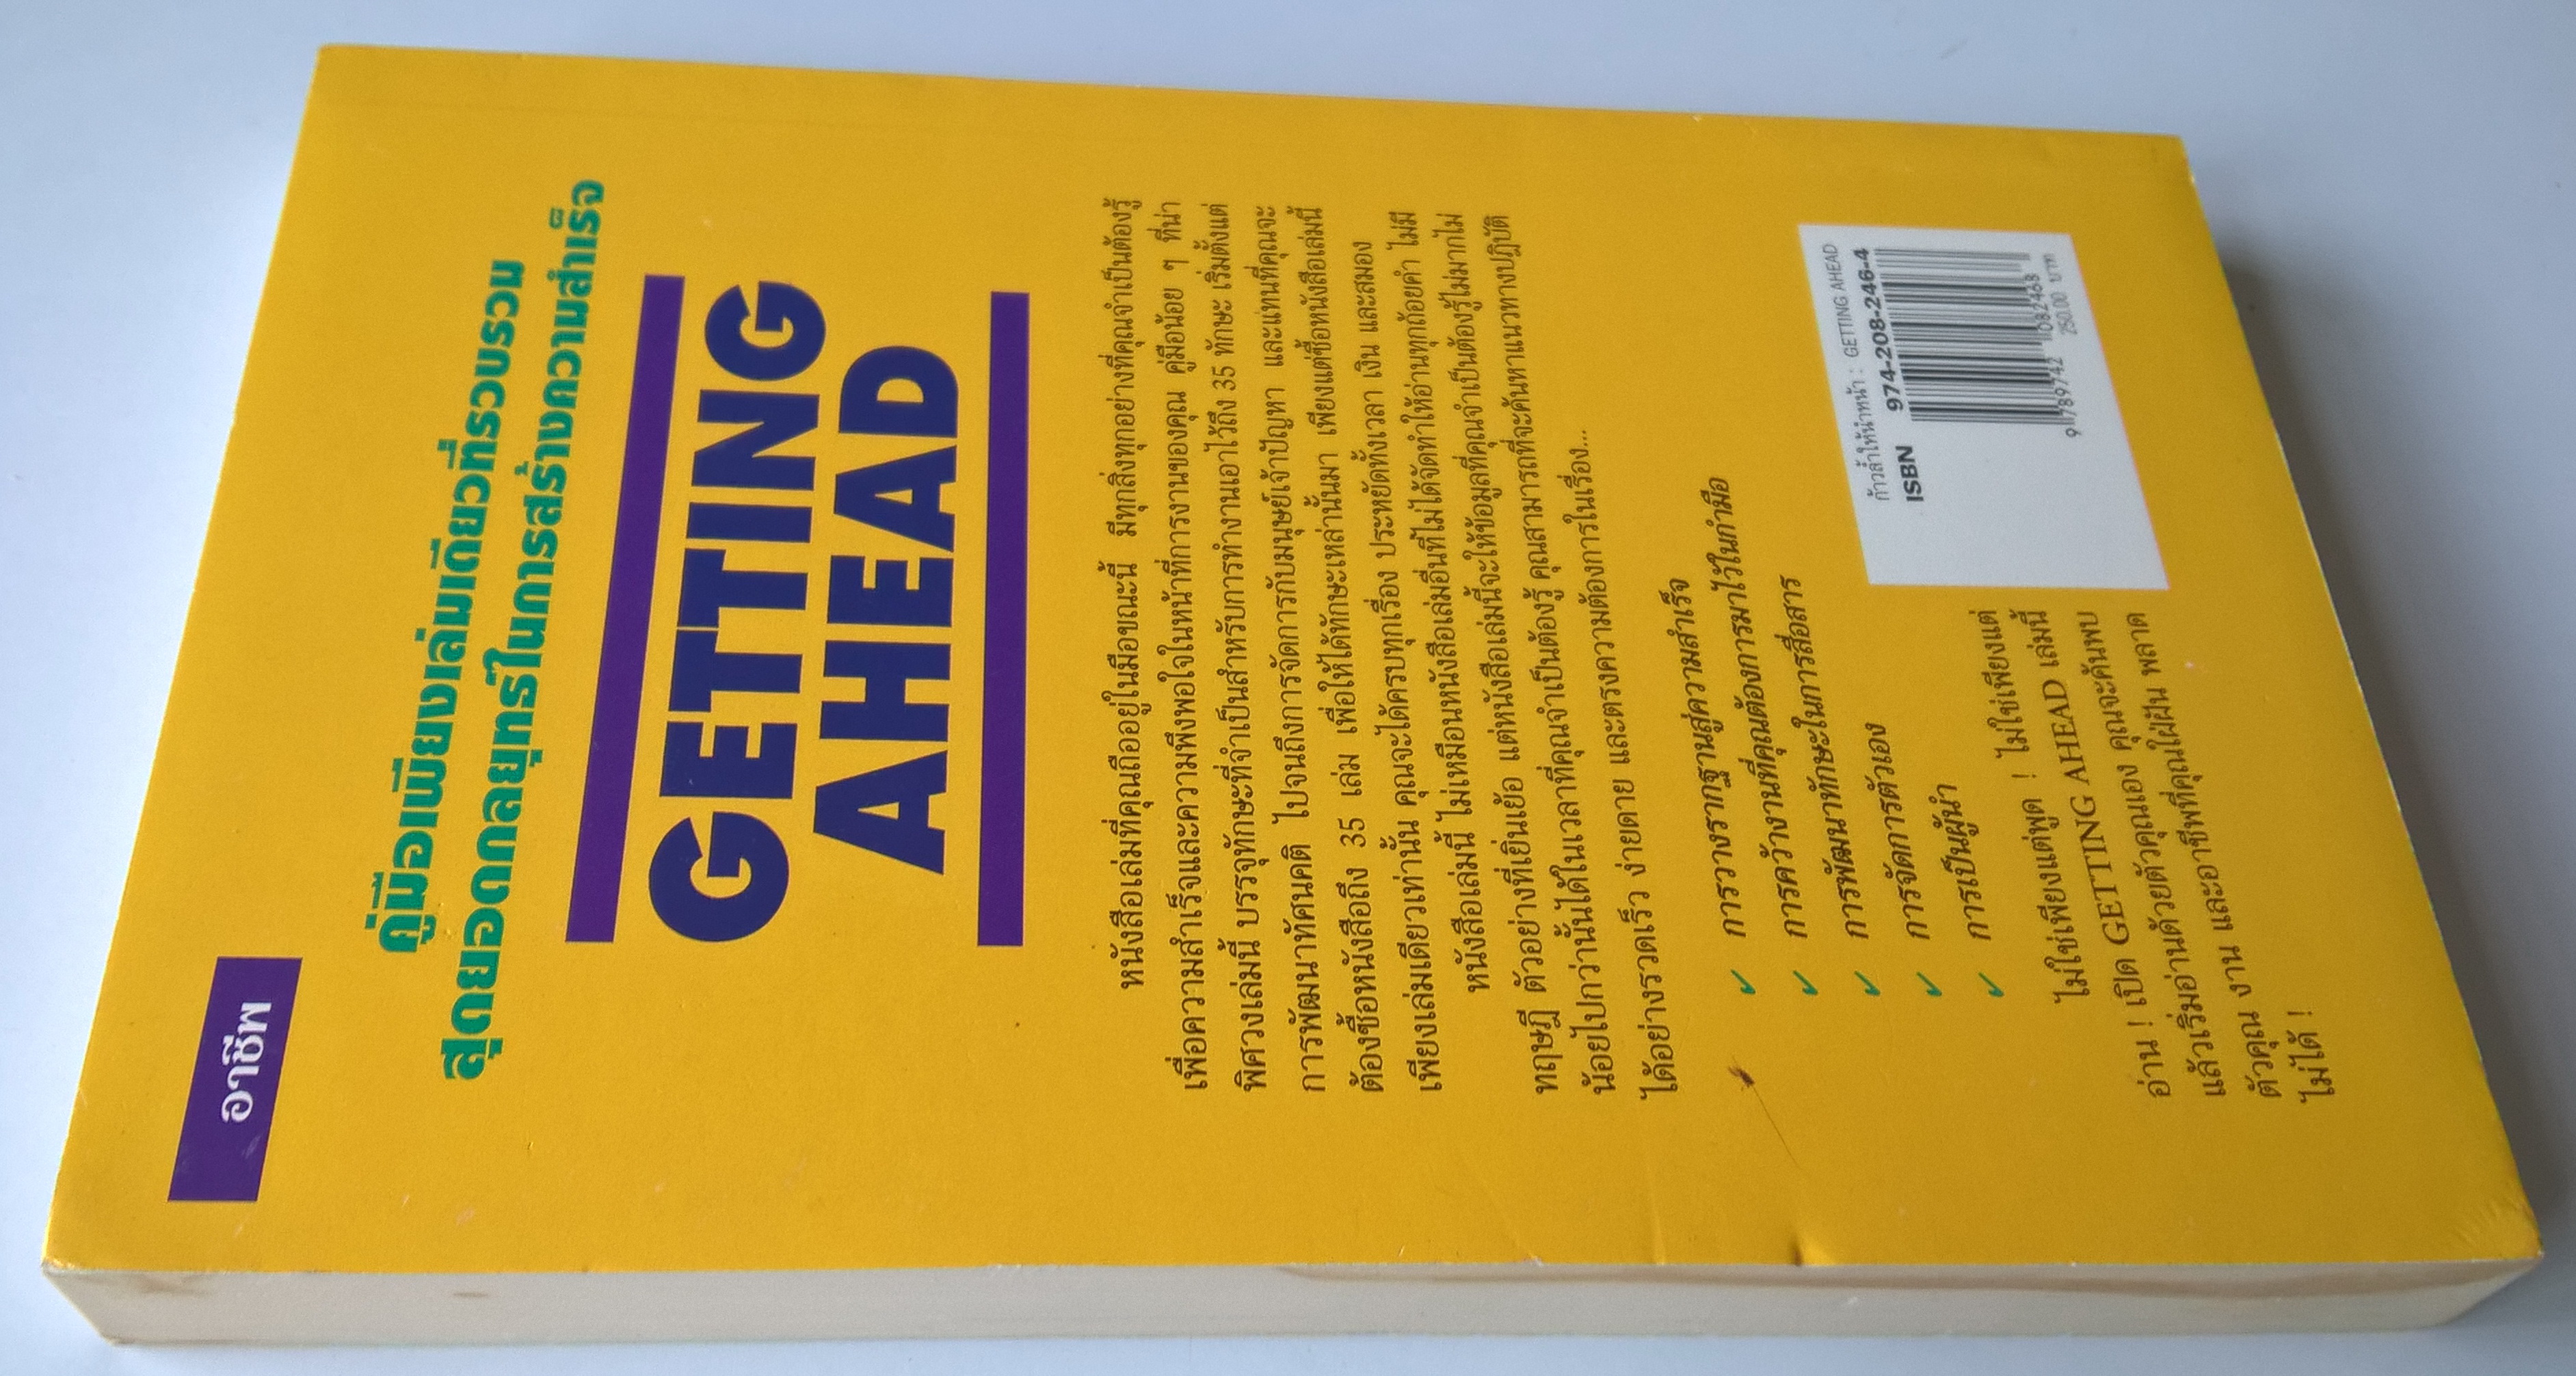 อาชีพ
คู่มือเพียงเล่มเดียวที่รวบรวม
สุดยอดกลยุทธ์ในการสร้างความสำเร็จ
GETTING
AHEAD
หนังสือเล่มที่คุณถืออยู่ในมือขณะนี้ มีทุกสิ่งทุกอย่างที่คุณจำเป็นต้องรู้
เพื่อความสำเร็จและความพึงพอใจในหน้าที่การงานของคุณ คู่มือน้อย ๆ ที่น่า
พิศวงเล่มนี้ บรรจุทักษะที่จำเป็นสำหรับการทำงานเอาไว้ถึง 35 ทักษะ เริ่มตั้งแต่
การพัฒนาทัศนคติ ไปจนถึงการจัดการกับมนุษย์เจ้าปัญหา และแทนที่คุณจะ
ต้องซื้อหนังสือถึง 35 เล่ม เพื่อให้ได้ทักษะเหล่านั้นมา เพียงแต่ซื้อหนังสือเล่มนี้
เพียงเล่มเดียวเท่านั้น คุณจะได้ครบทุกเรื่อง ประหยัดทั้งเวลา เงิน และสมอง
หนังสือเล่มนี้ ไม่เหมือนหนังสือเล่มอื่นที่ไม่ได้จัดทำให้อ่านทุกถ้อยคำ ไม่มี
ทฤษฎี ตัวอย่างที่เยิ่นเย้อ แต่หนังสือเล่มนี้จะให้ข้อมูลที่คุณจำเป็นต้องรู้ไม่มากไม่
น้อยไปกว่านั้นได้ในเวลาที่คุณจำเป็นต้องรู้ คุณสามารถที่จะค้นหาแนวทางปฏิบัติ
ได้อย่างรวดเร็ว ง่ายดาย และตรงความต้องการในเรื่อง...
✓ การวางรากฐานสู่ความสำเร็จ
✓ การคว้างานที่คุณต้องการมาไว้ในกำมือ
✓ การพัฒนาทักษะในการสื่อสาร
✓ การจัดการตัวเอง
✓ การเป็นผู้นำ
ไม่ใช่เพียงแต่พูด ! ไม่ใช่เพียงแต่
อ่าน ! เปิด GETTING AHEAD เล่มนี้
แล้วเริ่มอ่านด้วยตัวคุณเอง คุณจะค้นพบ
ตัวคุณ งาน และอาชีพที่คุณใฝ่ฝัน พลาด
ไม่ได้ !
ก้าวล้ำให้นำหน้า : GETTING AHEAD
ISBN 974-208-246-4
9 789742 082468
250.00 บาท